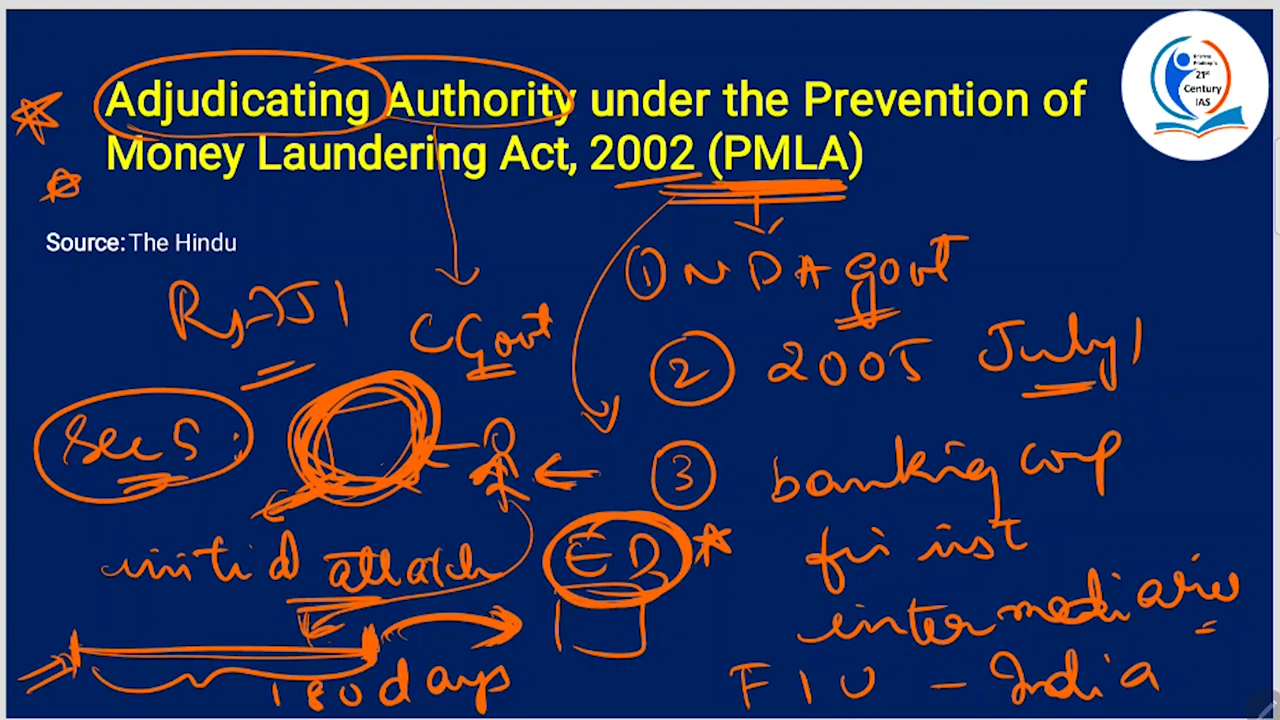 Adjudicating Authority under the Prevention of
Money Laundering Act, 2002 (PMLA)
21st
Century
IAS
Source: The Hindu
① NDA govt
C Govt
② 2005 July 1
Sec 5
③ banking comp
fin inst
intermediaries
FIU - India
initial attach
ED
180 days